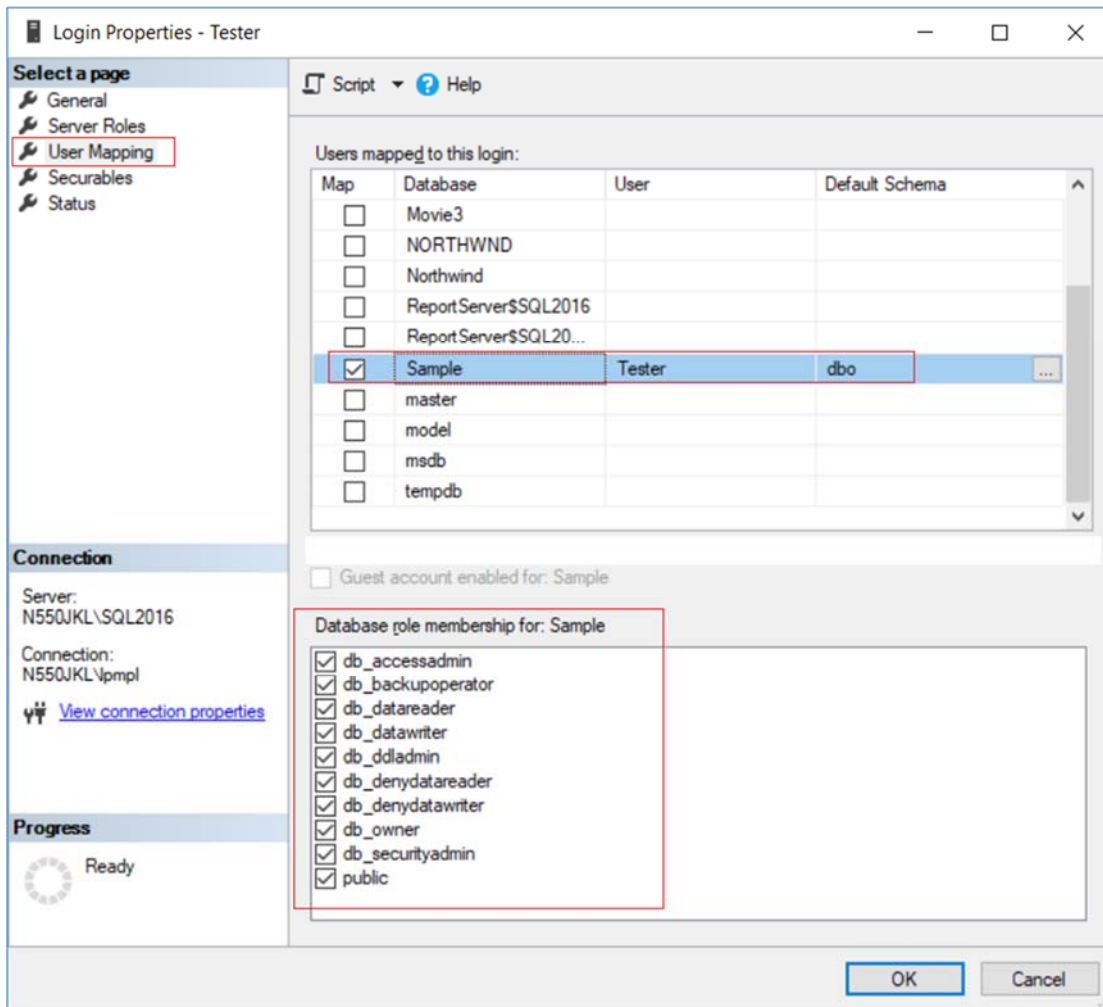 Login Properties - Tester
Select a page
General
Server Roles
User Mapping
Securables
Status
Script
Help
Users mapped to this login:
Map Database User Default Schema
Movie3
NORTHWND
Northwind
ReportServer$SQL2016
ReportServer$SQL20...
Sample Tester dbo ...
master
model
msdb
tempdb
Guest account enabled for: Sample
Database role membership for: Sample
db_accessadmin
db_backupoperator
db_datareader
db_datawriter
db_ddladmin
db_denydatareader
db_denydatawriter
db_owner
db_securityadmin
public
Connection
Server:
N550JKL\SQL2016
Connection:
N550JKL\lpmpl
View connection properties
Progress
Ready
OK
Cancel